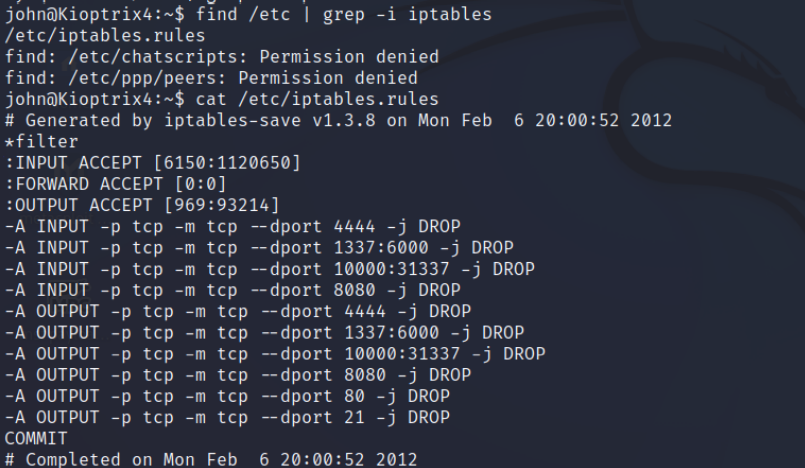 john@Kioptrix4:~$ find /etc | grep -i iptables
/etc/iptables.rules
find: /etc/chatscripts: Permission denied
find: /etc/ppp/peers: Permission denied
john@Kioptrix4:~$ cat /etc/iptables.rules
# Generated by iptables-save v1.3.8 on Mon Feb  6 20:00:52 2012
*filter
:INPUT ACCEPT [6150:1120650]
:FORWARD ACCEPT [0:0]
:OUTPUT ACCEPT [969:93214]
-A INPUT -p tcp -m tcp --dport 4444 -j DROP
-A INPUT -p tcp -m tcp --dport 1337:6000 -j DROP
-A INPUT -p tcp -m tcp --dport 10000:31337 -j DROP
-A INPUT -p tcp -m tcp --dport 8080 -j DROP
-A OUTPUT -p tcp -m tcp --dport 4444 -j DROP
-A OUTPUT -p tcp -m tcp --dport 1337:6000 -j DROP
-A OUTPUT -p tcp -m tcp --dport 10000:31337 -j DROP
-A OUTPUT -p tcp -m tcp --dport 8080 -j DROP
-A OUTPUT -p tcp -m tcp --dport 80 -j DROP
-A OUTPUT -p tcp -m tcp --dport 21 -j DROP
COMMIT
# Completed on Mon Feb  6 20:00:52 2012